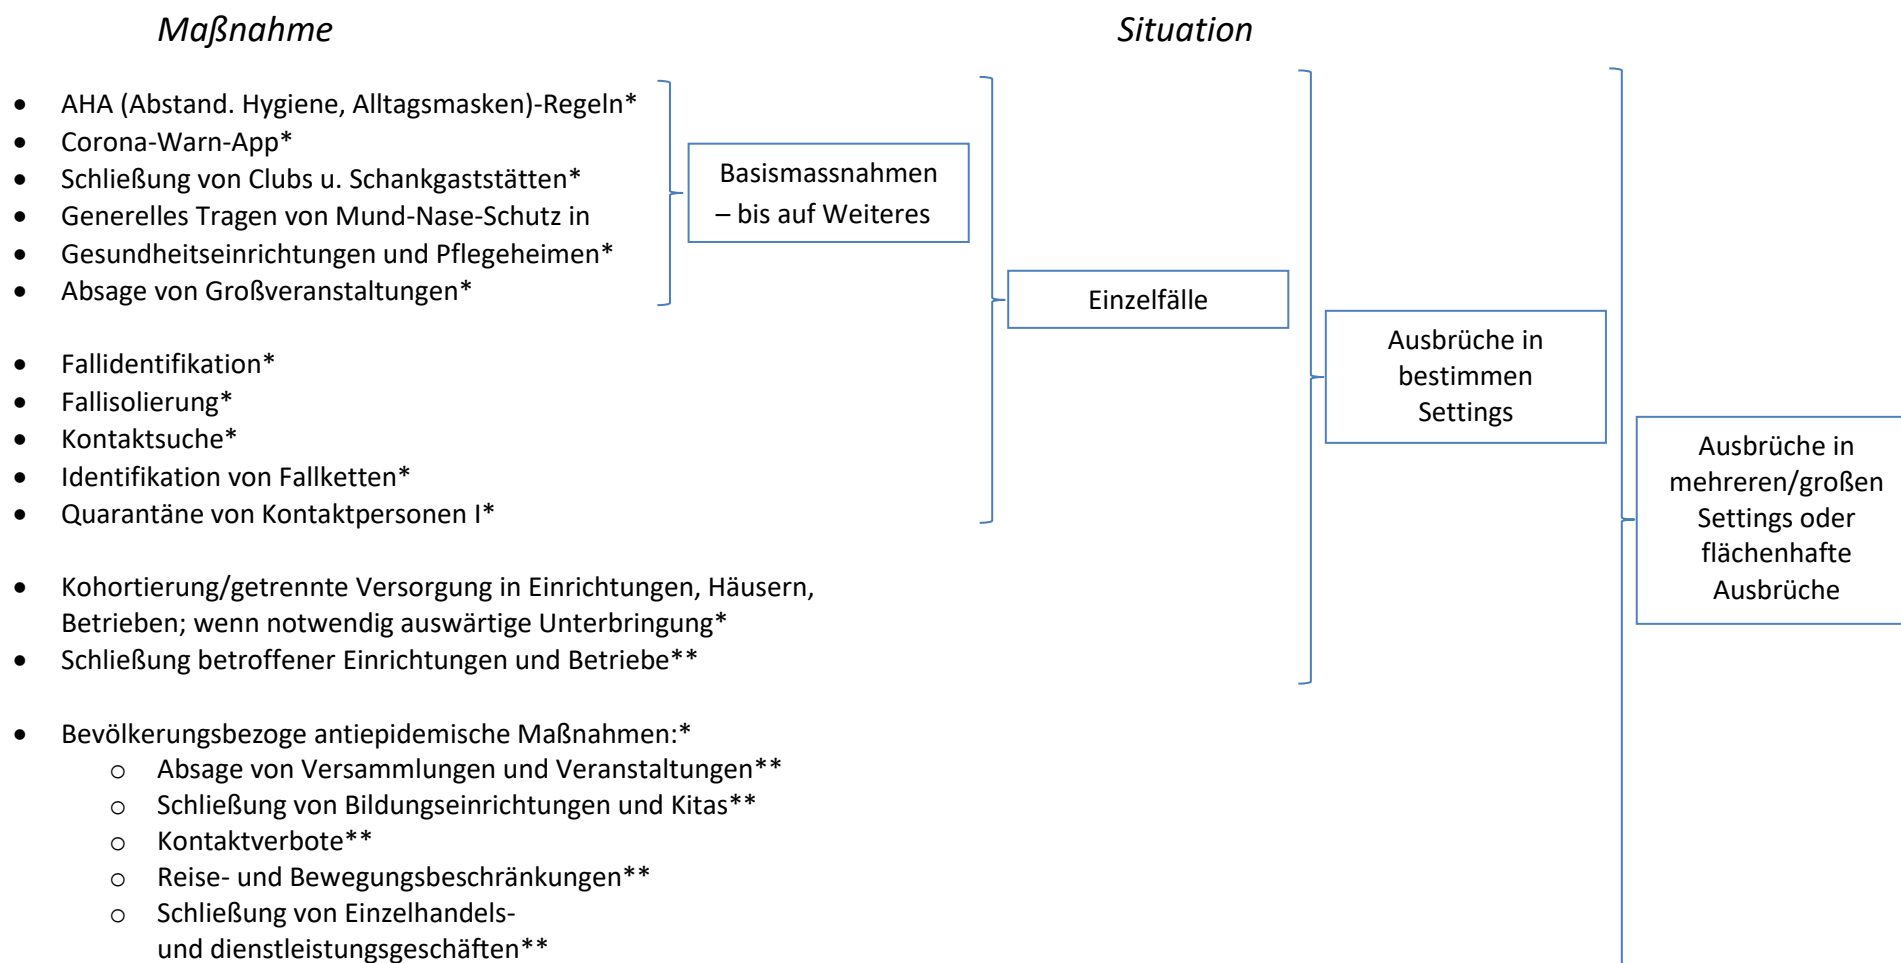 Maßnahme
Situation
• AHA (Abstand. Hygiene, Alltagsmasken)-Regeln*
• Corona-Warn-App*
• Schließung von Clubs u. Schankgaststätten*
• Generelles Tragen von Mund-Nase-Schutz in
• Gesundheitseinrichtungen und Pflegeheimen*
• Absage von Großveranstaltungen*
Basismassnahmen
– bis auf Weiteres
• Fallidentifikation*
• Fallisolierung*
• Kontaktsuche*
• Identifikation von Fallketten*
• Quarantäne von Kontaktpersonen I*
Einzelfälle
• Kohortierung/getrennte Versorgung in Einrichtungen, Häusern,
Betrieben; wenn notwendig auswärtige Unterbringung*
• Schließung betroffener Einrichtungen und Betriebe**
Ausbrüche in
bestimmen
Settings
• Bevölkerungsbezoge antiepidemische Maßnahmen:*
o Absage von Versammlungen und Veranstaltungen**
o Schließung von Bildungseinrichtungen und Kitas**
o Kontaktverbote**
o Reise- und Bewegungsbeschränkungen**
o Schließung von Einzelhandels-
und dienstleistungsgeschäften**
Ausbrüche in
mehreren/großen
Settings oder
flächenhafte
Ausbrüche